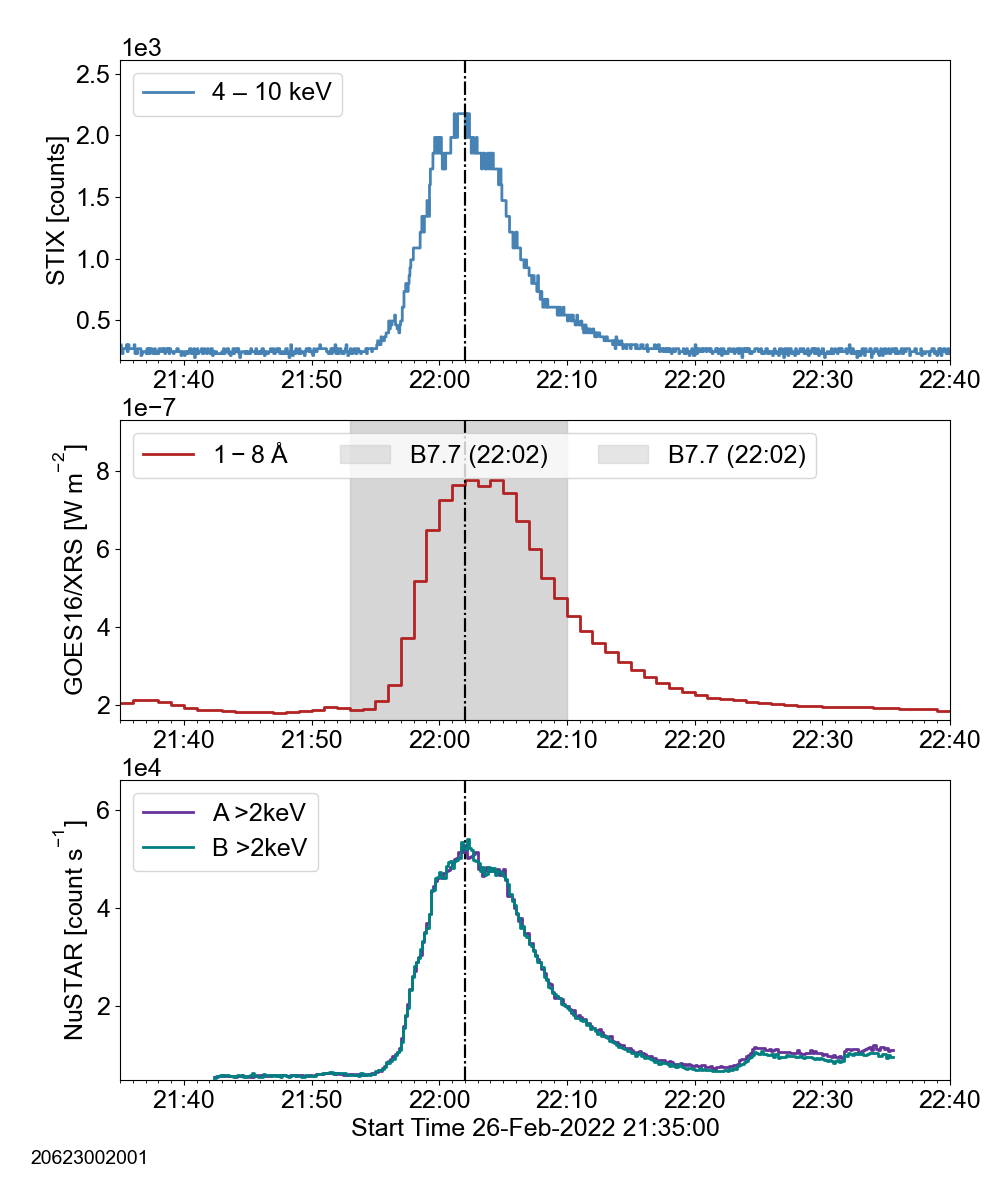 1e3
STIX [counts]
2.5
2.0
1.5
1.0
0.5
4 – 10 keV
21:40 21:50 22:00 22:10 22:20 22:30 22:40
1e−7
GOES16/XRS [W m⁻²]
8
6
4
2
1 – 8 Å B7.7 (22:02) B7.7 (22:02)
21:40 21:50 22:00 22:10 22:20 22:30 22:40
1e4
NuSTAR [count s⁻¹]
6
4
2
A >2keV
B >2keV
21:40 21:50 22:00 22:10 22:20 22:30 22:40
Start Time 26-Feb-2022 21:35:00
20623002001